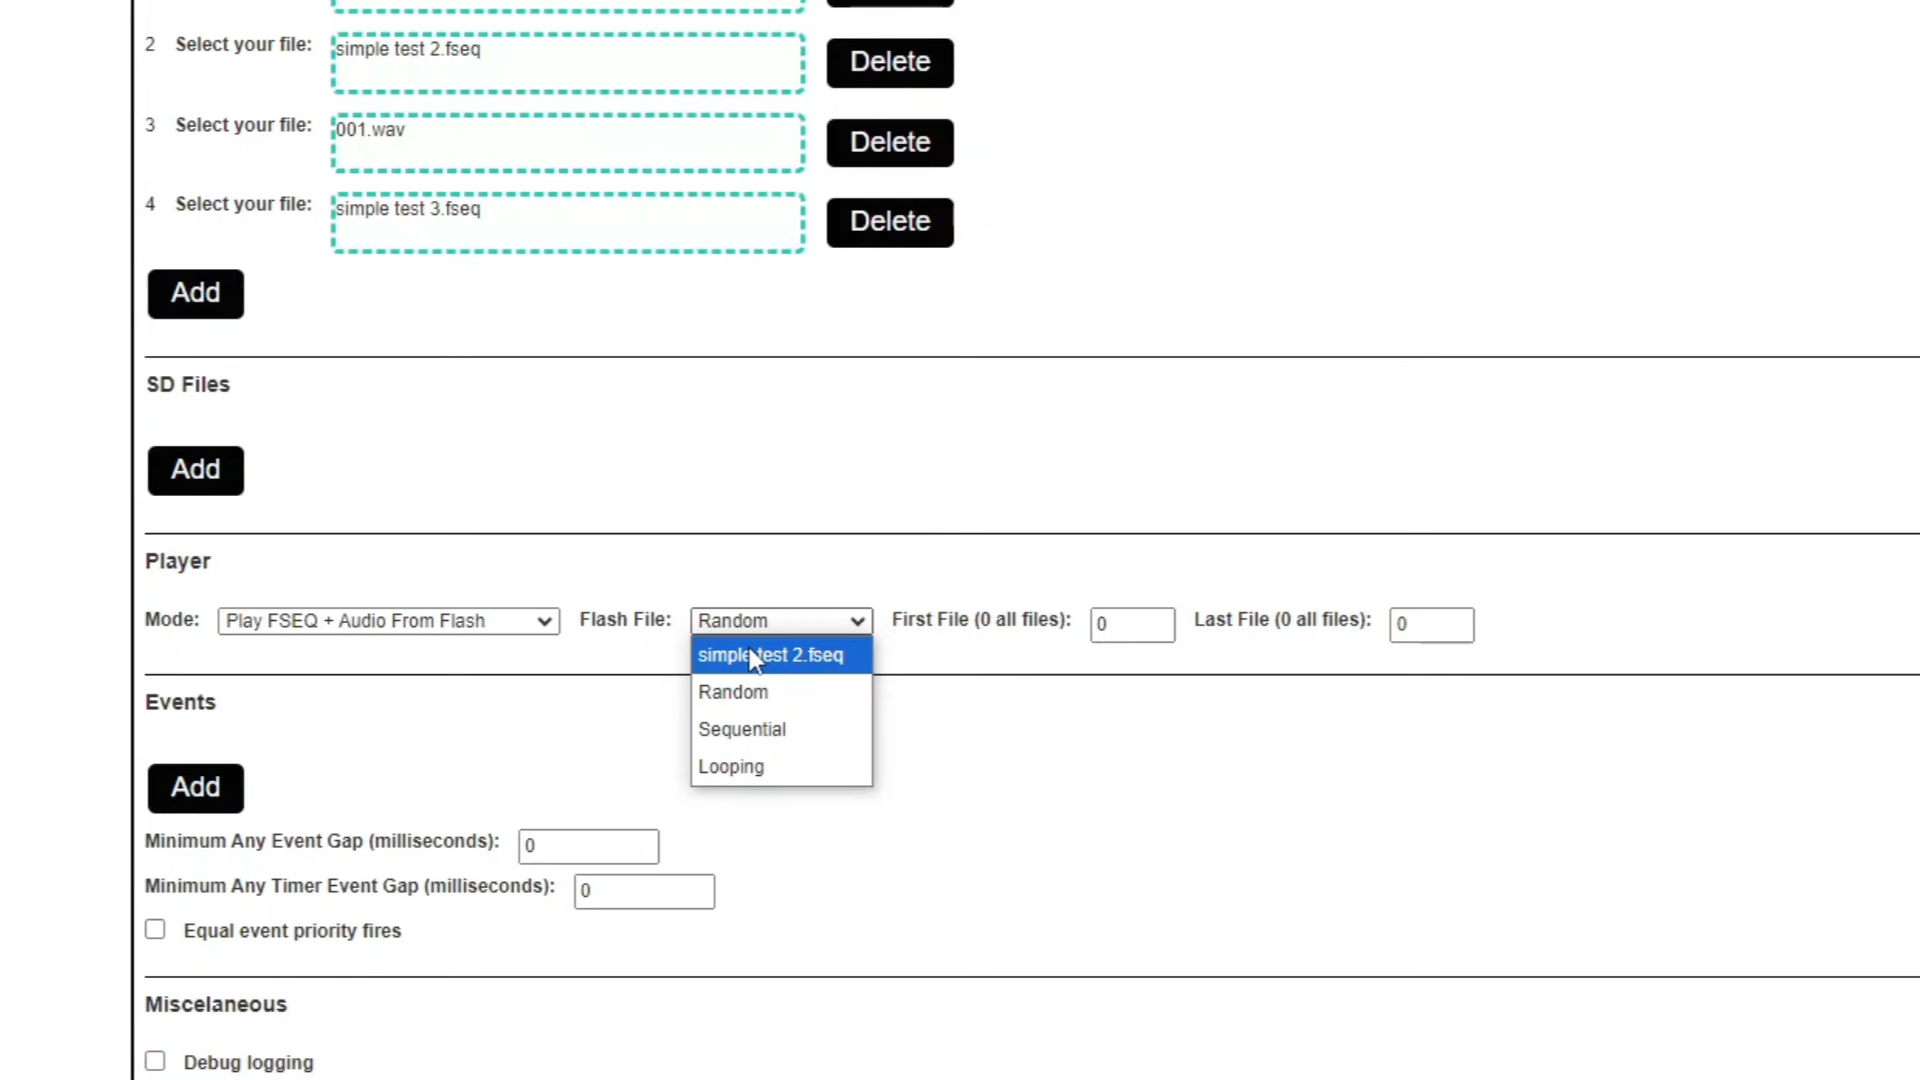 2 Select your file: simple test 2.fseq Delete
3 Select your file: 001.wav Delete
4 Select your file: simple test 3.fseq Delete
Add
SD Files
Add
Player
Mode: Play FSEQ + Audio From Flash Flash File: Random First File (0 all files): 0 Last File (0 all files): 0
simple test 2.fseq
Random
Sequential
Looping
Events
Add
Minimum Any Event Gap (milliseconds): 0
Minimum Any Timer Event Gap (milliseconds): 0
Equal event priority fires
Miscelaneous
Debug logging